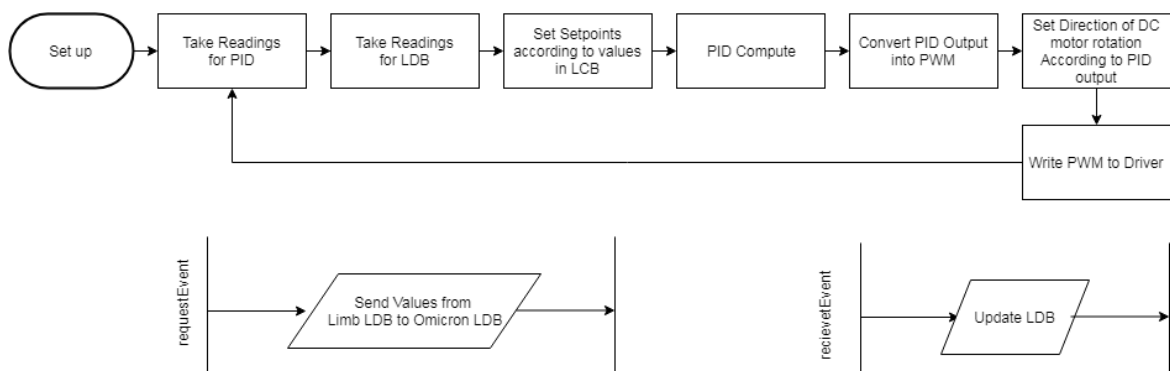 Set up
Take Readings
for PID
Take Readings
for LDB
Set Setpoints
according to values
in LCB
PID Compute
Convert PID Output
into PWM
Set Direction of DC
motor rotation
According to PID
output
Write PWM to Driver
requestEvent
Send Values from
Limb LDB to Omicron LDB
recievetEvent
Update LDB